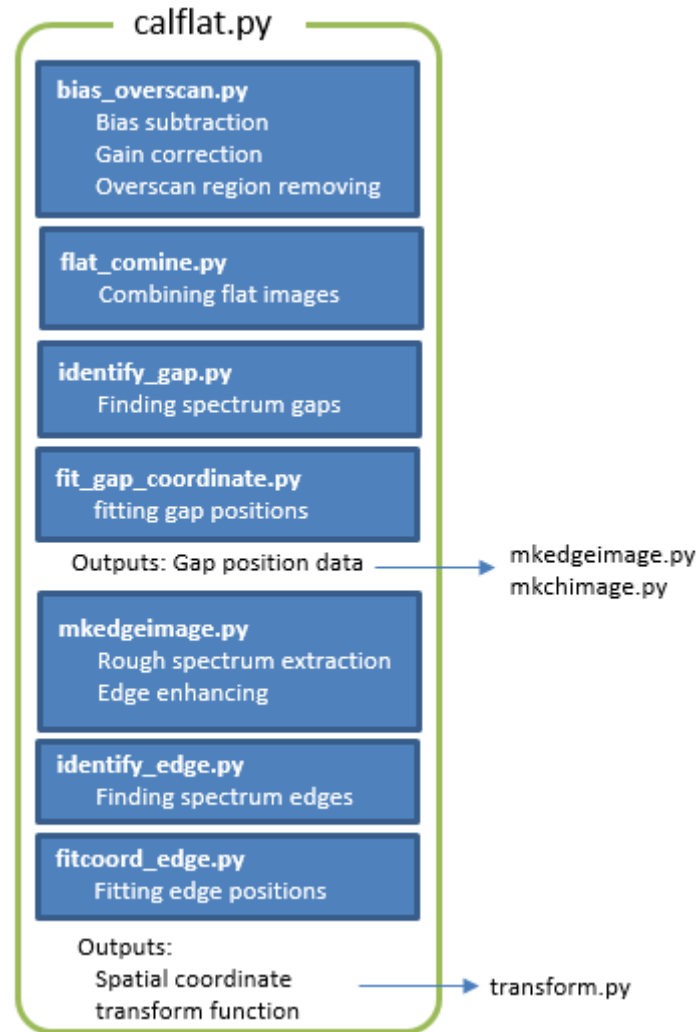 calflat.py
bias_overscan.py
Bias subtraction
Gain correction
Overscan region removing
flat_comine.py
Combining flat images
identify_gap.py
Finding spectrum gaps
fit_gap_coordinate.py
fitting gap positions
Outputs: Gap position data
mkedgeimage.py
mkchimage.py
mkedgeimage.py
Rough spectrum extraction
Edge enhancing
identify_edge.py
Finding spectrum edges
fitcoord_edge.py
Fitting edge positions
Outputs:
Spatial coordinate
transform function
transform.py